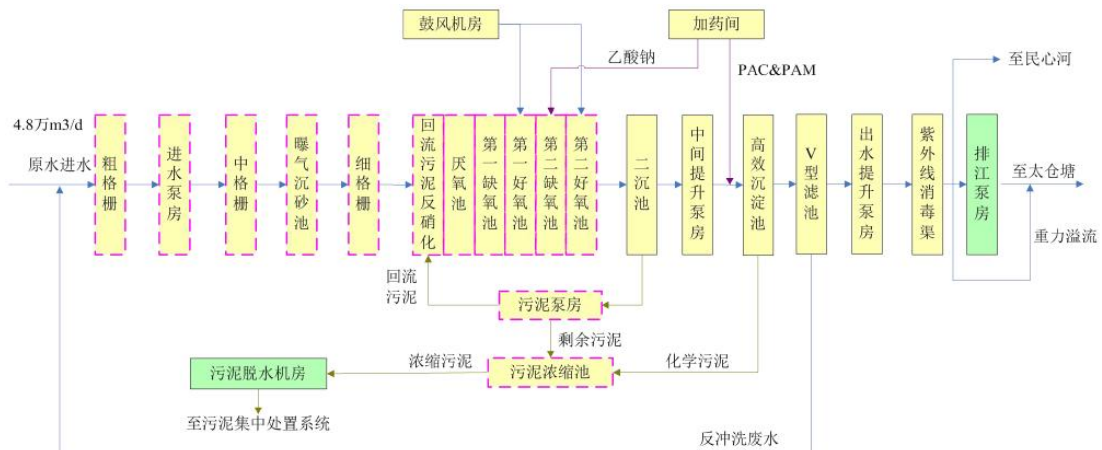 鼓风机房
加药间
乙酸钠
PAC&PAM
至民心河
4.8万m3/d
原水进水
粗格栅
进水泵房
中格栅
曝气沉砂池
细格栅
回流污泥反硝化
厌氧池
第一缺氧池
第一好氧池
第二缺氧池
第二好氧池
二沉池
中间提升泵房
高效沉淀池
V型滤池
出水提升泵房
紫外线消毒渠
排江泵房
至太仓塘
重力溢流
回流
污泥
污泥泵房
剩余污泥
浓缩污泥
化学污泥
污泥脱水机房
污泥浓缩池
至污泥集中处置系统
反冲洗废水